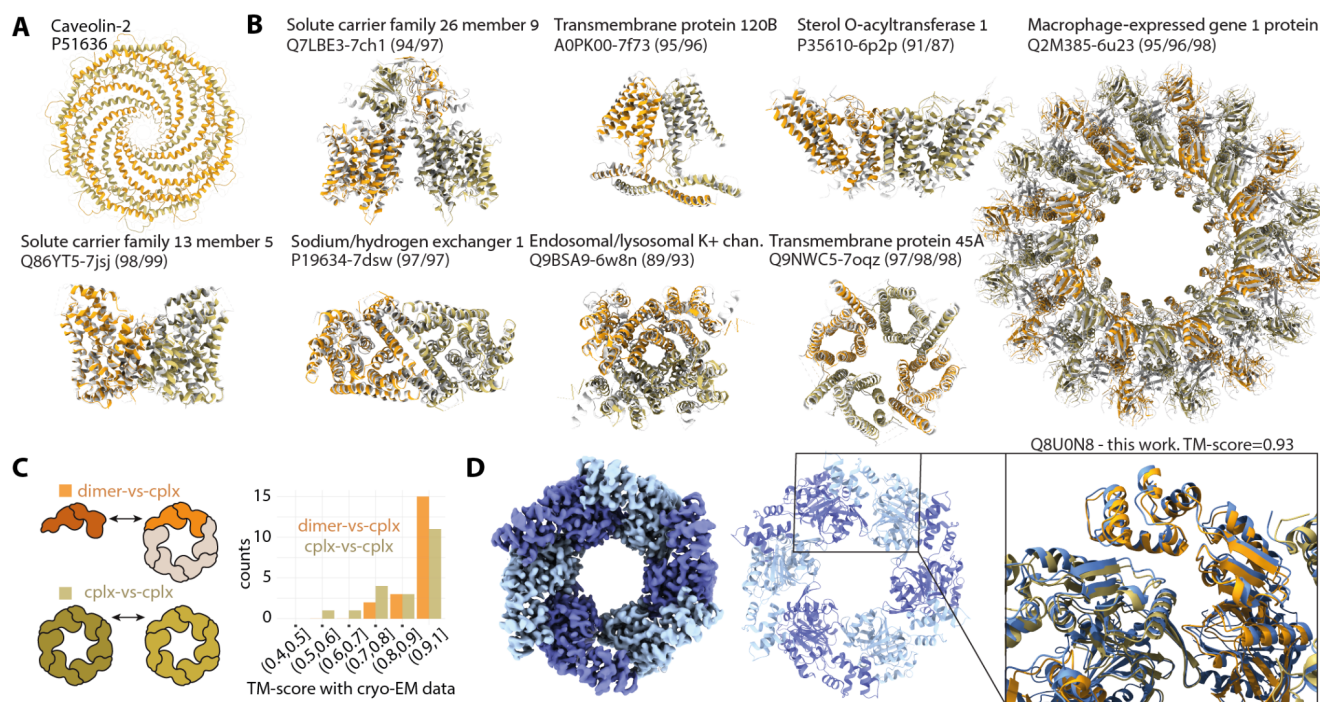 A
Caveolin-2
P51636
B
Solute carrier family 26 member 9
Q7LBE3-7ch1 (94/97)
Transmembrane protein 120B
A0PK00-7f73 (95/96)
Sterol O-acyltransferase 1
P35610-6p2p (91/87)
Macrophage-expressed gene 1 protein
Q2M385-6u23 (95/96/98)
Solute carrier family 13 member 5
Q86YT5-7jsj (98/99)
Sodium/hydrogen exchanger 1
P19634-7dsw (97/97)
Endosomal/lysosomal K+ chan.
Q9BSA9-6w8n (89/93)
Transmembrane protein 45A
Q9NWC5-7oqz (97/98/98)
C
dimer-vs-cplx
cplx-vs-cplx
counts
15
10
5
0
dimer-vs-cplx
cplx-vs-cplx
(0.4,0.5]
(0.5,0.6]
(0.6,0.7]
(0.7,0.8]
(0.8,0.9]
(0.9,1]
TM-score with cryo-EM data
D
Q8U0N8 - this work. TM-score=0.93